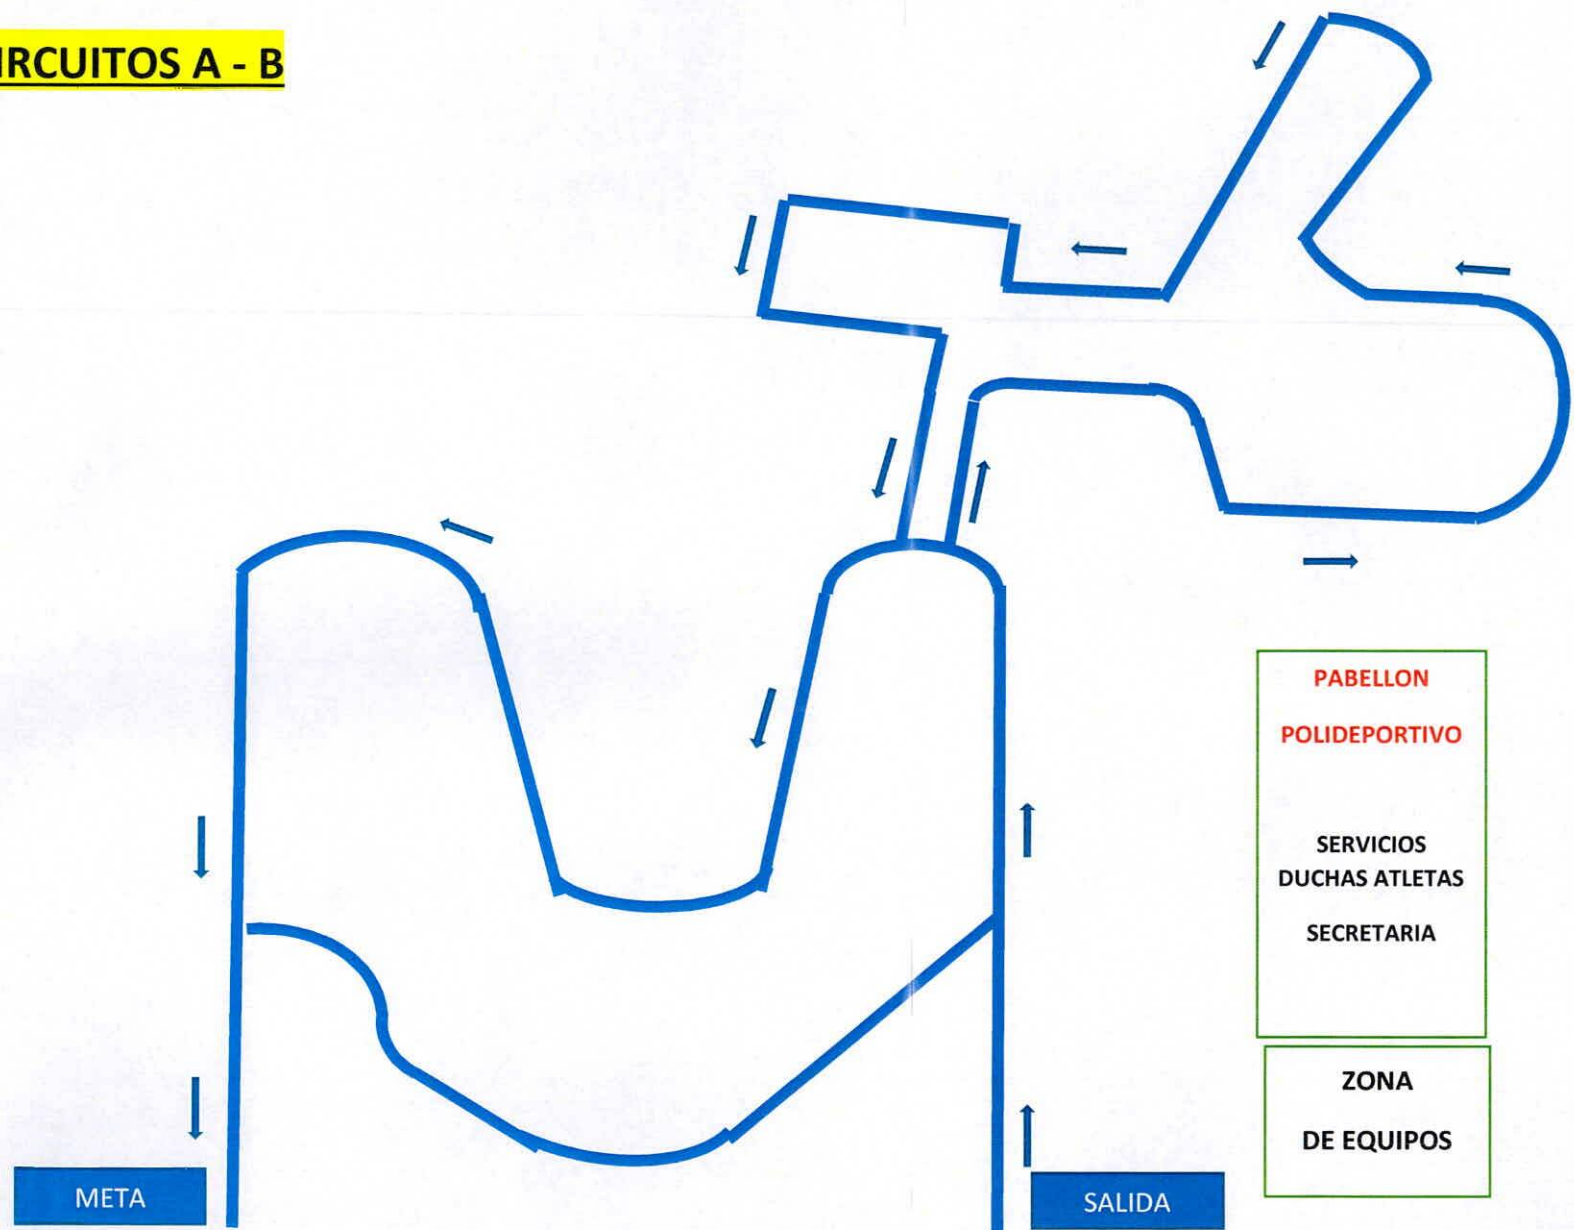 IRCUITOS A - B
PABELLON
POLIDEPORTIVO
SERVICIOS
DUCHAS ATLETAS
SECRETARIA
ZONA
DE EQUIPOS
META
SALIDA